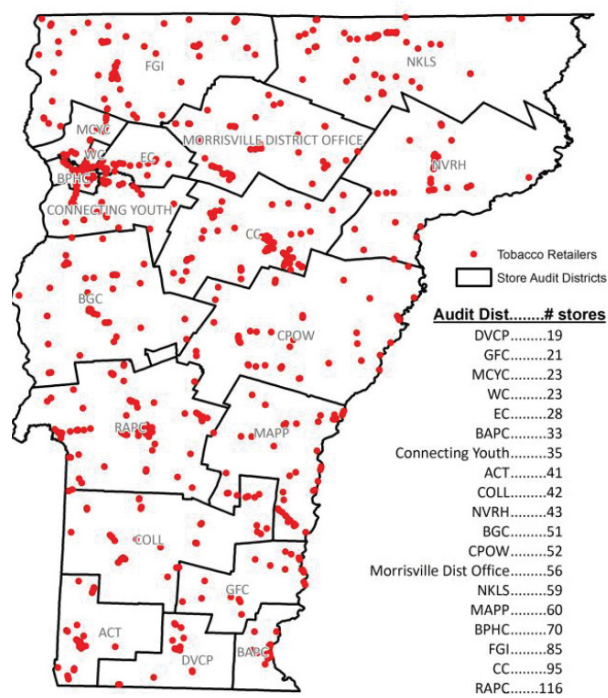 FGI
NKLS
MCYC
MORRISVILLE DISTRICT OFFICE
WC
EC
NVRH
BPHC
CONNECTING YOUTH
CC
BGC
CPOW
RAPC
MAPP
COLL
GFC
ACT
DVCP
BAPC
Tobacco Retailers
Store Audit Districts
Audit Dist........# stores
DVCP.........19
GFC.........21
MCYC.........23
WC.........23
EC.........28
BAPC.........33
Connecting Youth.........35
ACT.........41
COLL.........42
NVRH.........43
BGC.........51
CPOW.........52
Morrisville Dist Office.........56
NKLS.........59
MAPP.........60
BPHC.........70
FGI.........85
CC.........95
RAPC.........116